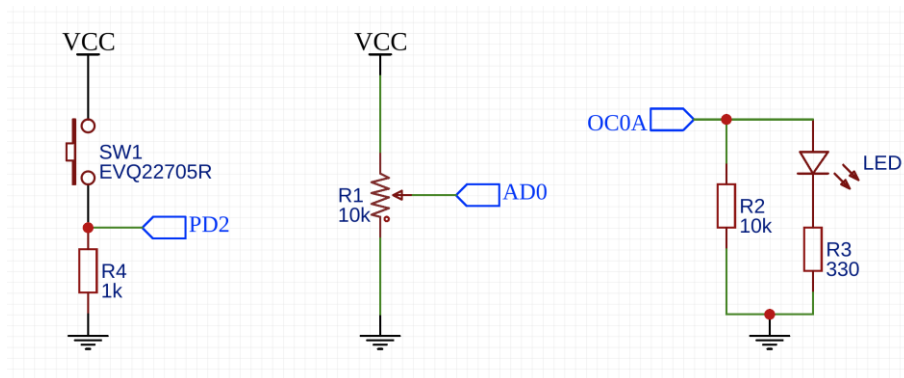 VCC
SW1
EVQ22705R
PD2
R4
1k
VCC
R1
10k
AD0
OC0A
R2
10k
LED
R3
330